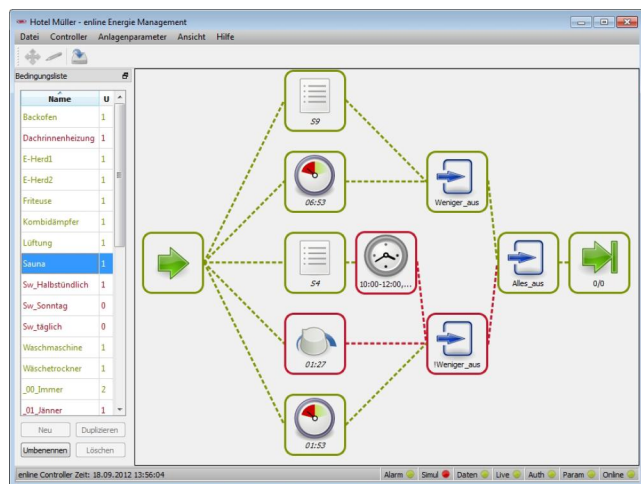 Hotel Müller - enline Energie Management
Datei Controller Anlagenparameter Ansicht Hilfe
Bedingungsliste
Name U
Backofen 1
Dachrinnenheizung 1
E-Herd1 1
E-Herd2 1
Friteuse 1
Kombidämpfer 1
Lüftung 1
Sauna 1
Sw_Halbstündlich 1
Sw_Sonntag 0
Sw_täglich 0
Waschmaschine 1
Wäschetrockner 1
_00_Immer 2
_01_Jänner 1
Neu Duplizieren
Umbenennen Löschen
S9
06:53
Weniger_aus
S4
10:00-12:00,...
Alles_aus
0/0
01:27
!Weniger_aus
01:53
enline Controller Zeit: 18.09.2012 13:56:04
Alarm Simul Daten Live Auth Param Online